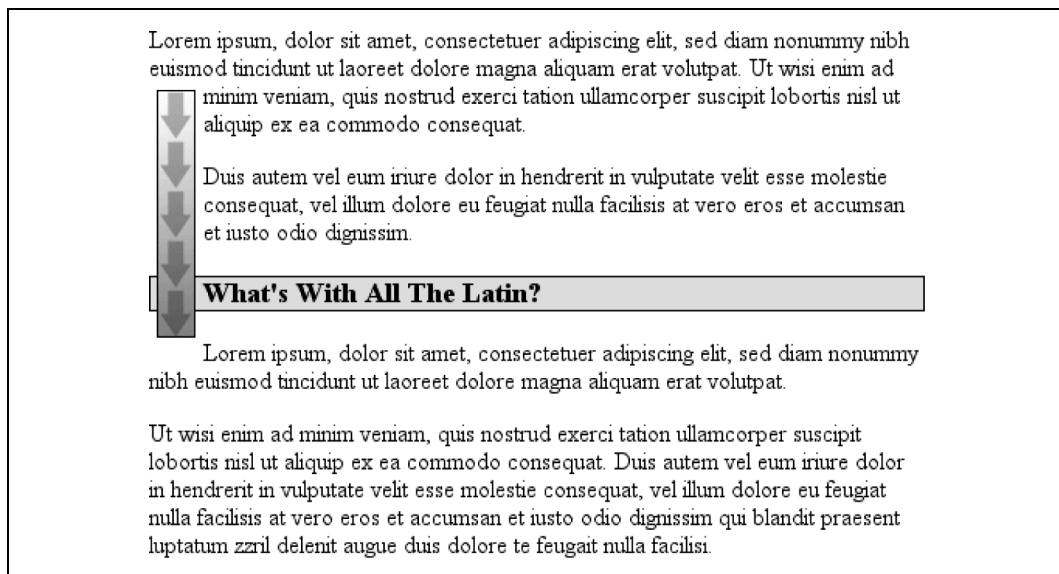 Lorem ipsum, dolor sit amet, consectetuer adipiscing elit, sed diam nonummy nibh
euismod tincidunt ut laoreet dolore magna aliquam erat volutpat. Ut wisi enim ad
minim veniam, quis nostrud exerci tation ullamcorper suscipit lobortis nisl ut
aliquip ex ea commodo consequat.
Duis autem vel eum iriure dolor in hendrerit in vulputate velit esse molestie
consequat, vel illum dolore eu feugiat nulla facilisis at vero eros et accumsan
et iusto odio dignissim.
What's With All The Latin?
Lorem ipsum, dolor sit amet, consectetuer adipiscing elit, sed diam nonummy
nibh euismod tincidunt ut laoreet dolore magna aliquam erat volutpat.
Ut wisi enim ad minim veniam, quis nostrud exerci tation ullamcorper suscipit
lobortis nisl ut aliquip ex ea commodo consequat. Duis autem vel eum iriure dolor
in hendrerit in vulputate velit esse molestie consequat, vel illum dolore eu feugiat
nulla facilisis at vero eros et accumsan et iusto odio dignissim qui blandit praesent
luptatum zzril delenit augue duis dolore te feugait nulla facilisi.